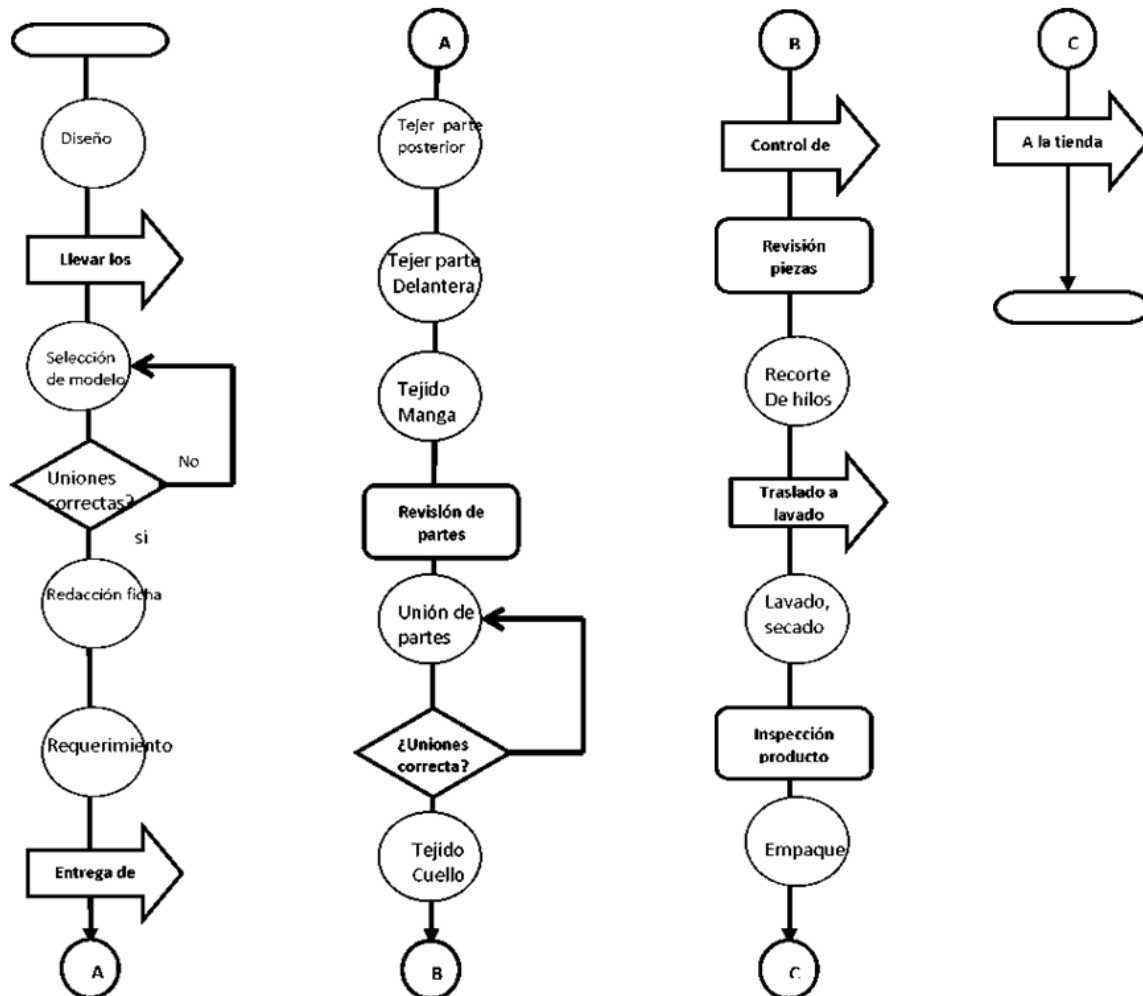 Diseño
Llevar los
Selección
de modelo
No
Uniones
correctas?
si
Redacción ficha
Requerimiento
Entrega de
A
A
Tejer parte
posterior
Tejer parte
Delantera
Tejido
Manga
Revisión de
partes
Unión de
partes
¿Uniones
correcta?
Tejido
Cuello
B
B
Control de
Revisión
piezas
Recorte
De hilos
Traslado a
lavado
Lavado,
secado
Inspección
producto
Empaque
C
C
A la tienda